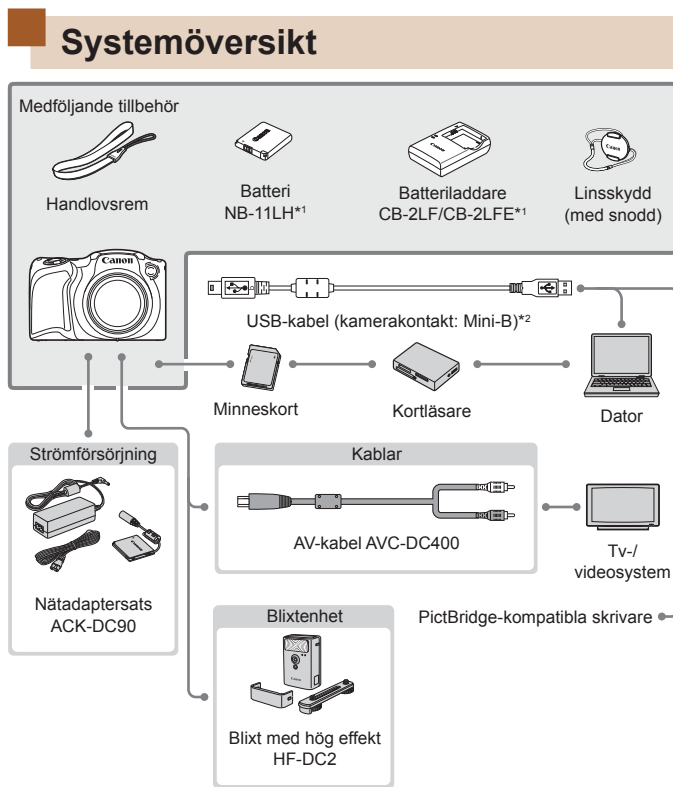 Systemöversikt
Medföljande tillbehör
Handlovsrem
Batteri
NB-11LH*1
Batteriladdare
CB-2LF/CB-2LFE*1
Linsskydd
(med snodd)
Canon
USB-kabel (kamerakontakt: Mini-B)*2
Minneskort
Kortläsare
Dator
Strömförsörjning
Nätadaptersats
ACK-DC90
Kablar
AV-kabel AVC-DC400
Tv-/
videosystem
PictBridge-kompatibla skrivare
Blixtenhet
Blixt med hög effekt
HF-DC2